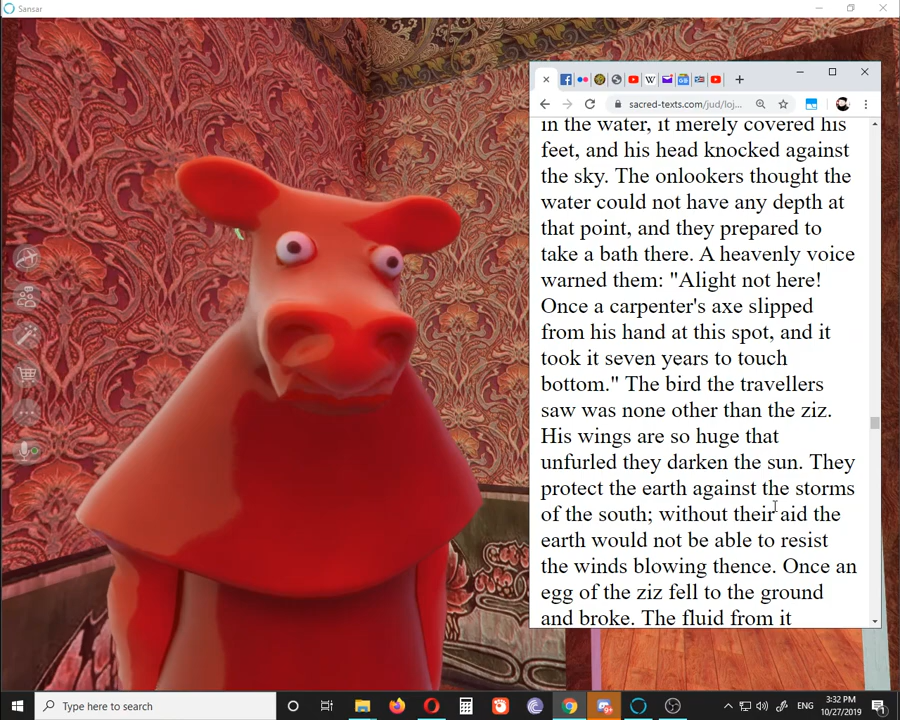 Sansar
sacred-texts.com/jud/loj...
in the water, it merely covered his
feet, and his head knocked against
the sky. The onlookers thought the
water could not have any depth at
that point, and they prepared to
take a bath there. A heavenly voice
warned them: "Alight not here!
Once a carpenter's axe slipped
from his hand at this spot, and it
took it seven years to touch
bottom." The bird the travellers
saw was none other than the ziz.
His wings are so huge that
unfurled they darken the sun. They
protect the earth against the storms
of the south; without their aid the
earth would not be able to resist
the winds blowing thence. Once an
egg of the ziz fell to the ground
and broke. The fluid from it
Type here to search
ENG
3:32 PM
10/27/2019